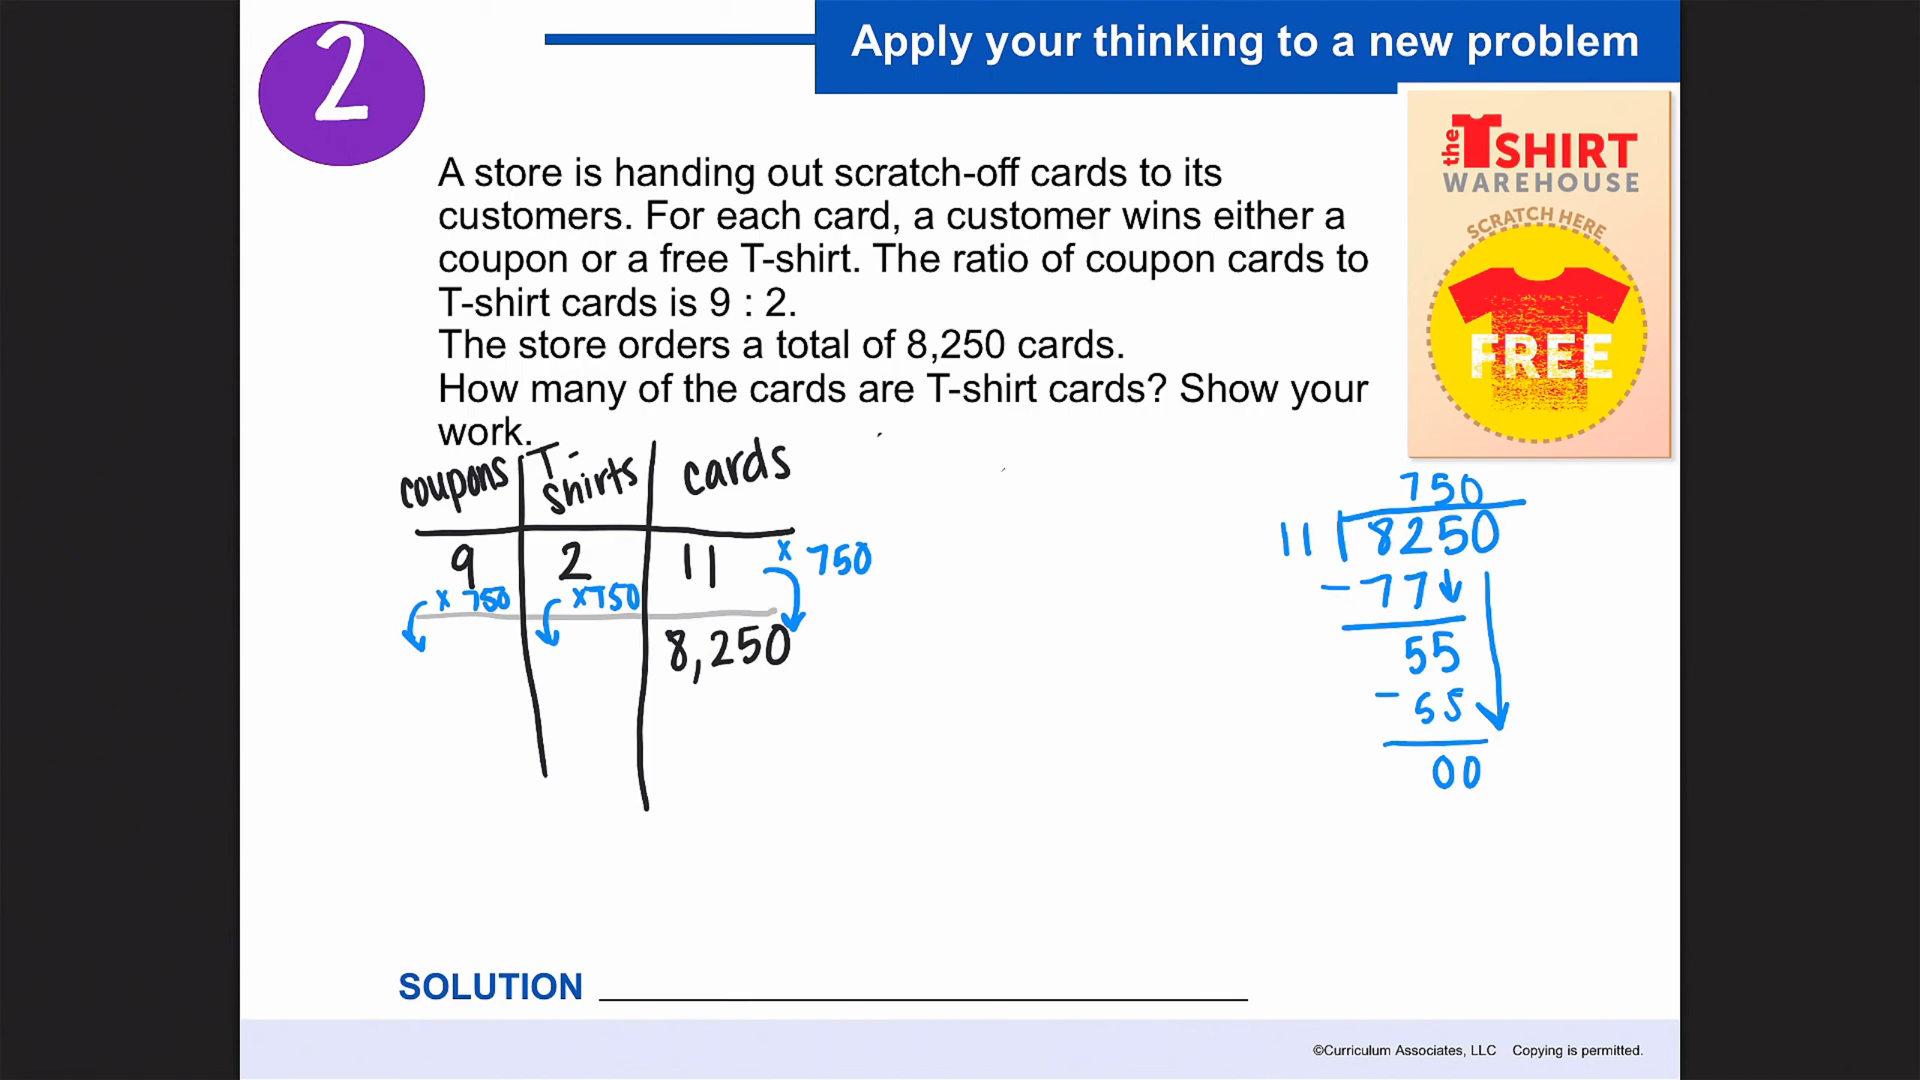 2
Apply your thinking to a new problem
the TSHIRT
WAREHOUSE
SCRATCH HERE
FREE
A store is handing out scratch-off cards to its
customers. For each card, a customer wins either a
coupon or a free T-shirt. The ratio of coupon cards to
T-shirt cards is 9 : 2.
The store orders a total of 8,250 cards.
How many of the cards are T-shirt cards? Show your
work.
coupons T-shirts cards
9 2 11 x 750
x 750 x750
8,250
750
11 8250
-77
55
-55
00
SOLUTION
©Curriculum Associates, LLC Copying is permitted.